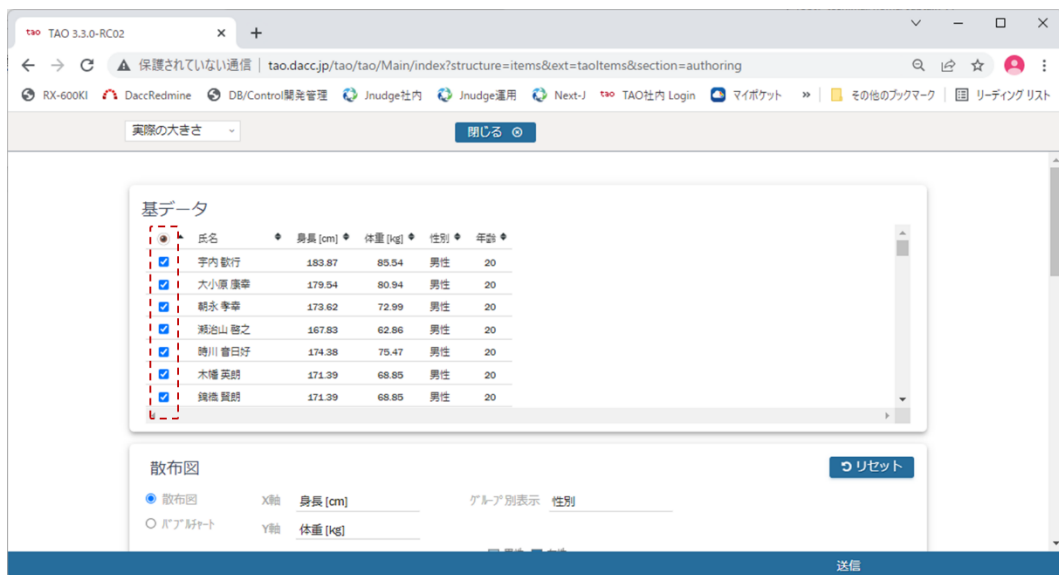 tao TAO 3.3.0-RC02
保護されていない通信 | tao.dacc.jp/tao/tao/Main/index?structure=items&ext=taoItems&section=authoring
RX-600KI DaccRedmine DB/Control開発管理 Jnudge社内 Jnudge運用 Next-J tao TAO社内 Login マイポケット » その他のブックマーク リーディング リスト
実際の大きさ 閉じる
基データ
氏名 身長 [cm] 体重 [kg] 性別 年齢
宇内 敏行 183.87 85.54 男性 20
大小原 康幸 179.54 80.94 男性 20
朝永 孝幸 173.62 72.99 男性 20
瀬治山 啓之 167.83 62.86 男性 20
時川 音日好 174.38 75.47 男性 20
木幡 英朗 171.39 68.85 男性 20
賢朗 171.39 68.85 男性 20
散布図 リセット
散布図 X軸 身長 [cm] グループ別表示 性別
バブルチャート Y軸 体重 [kg]
送信